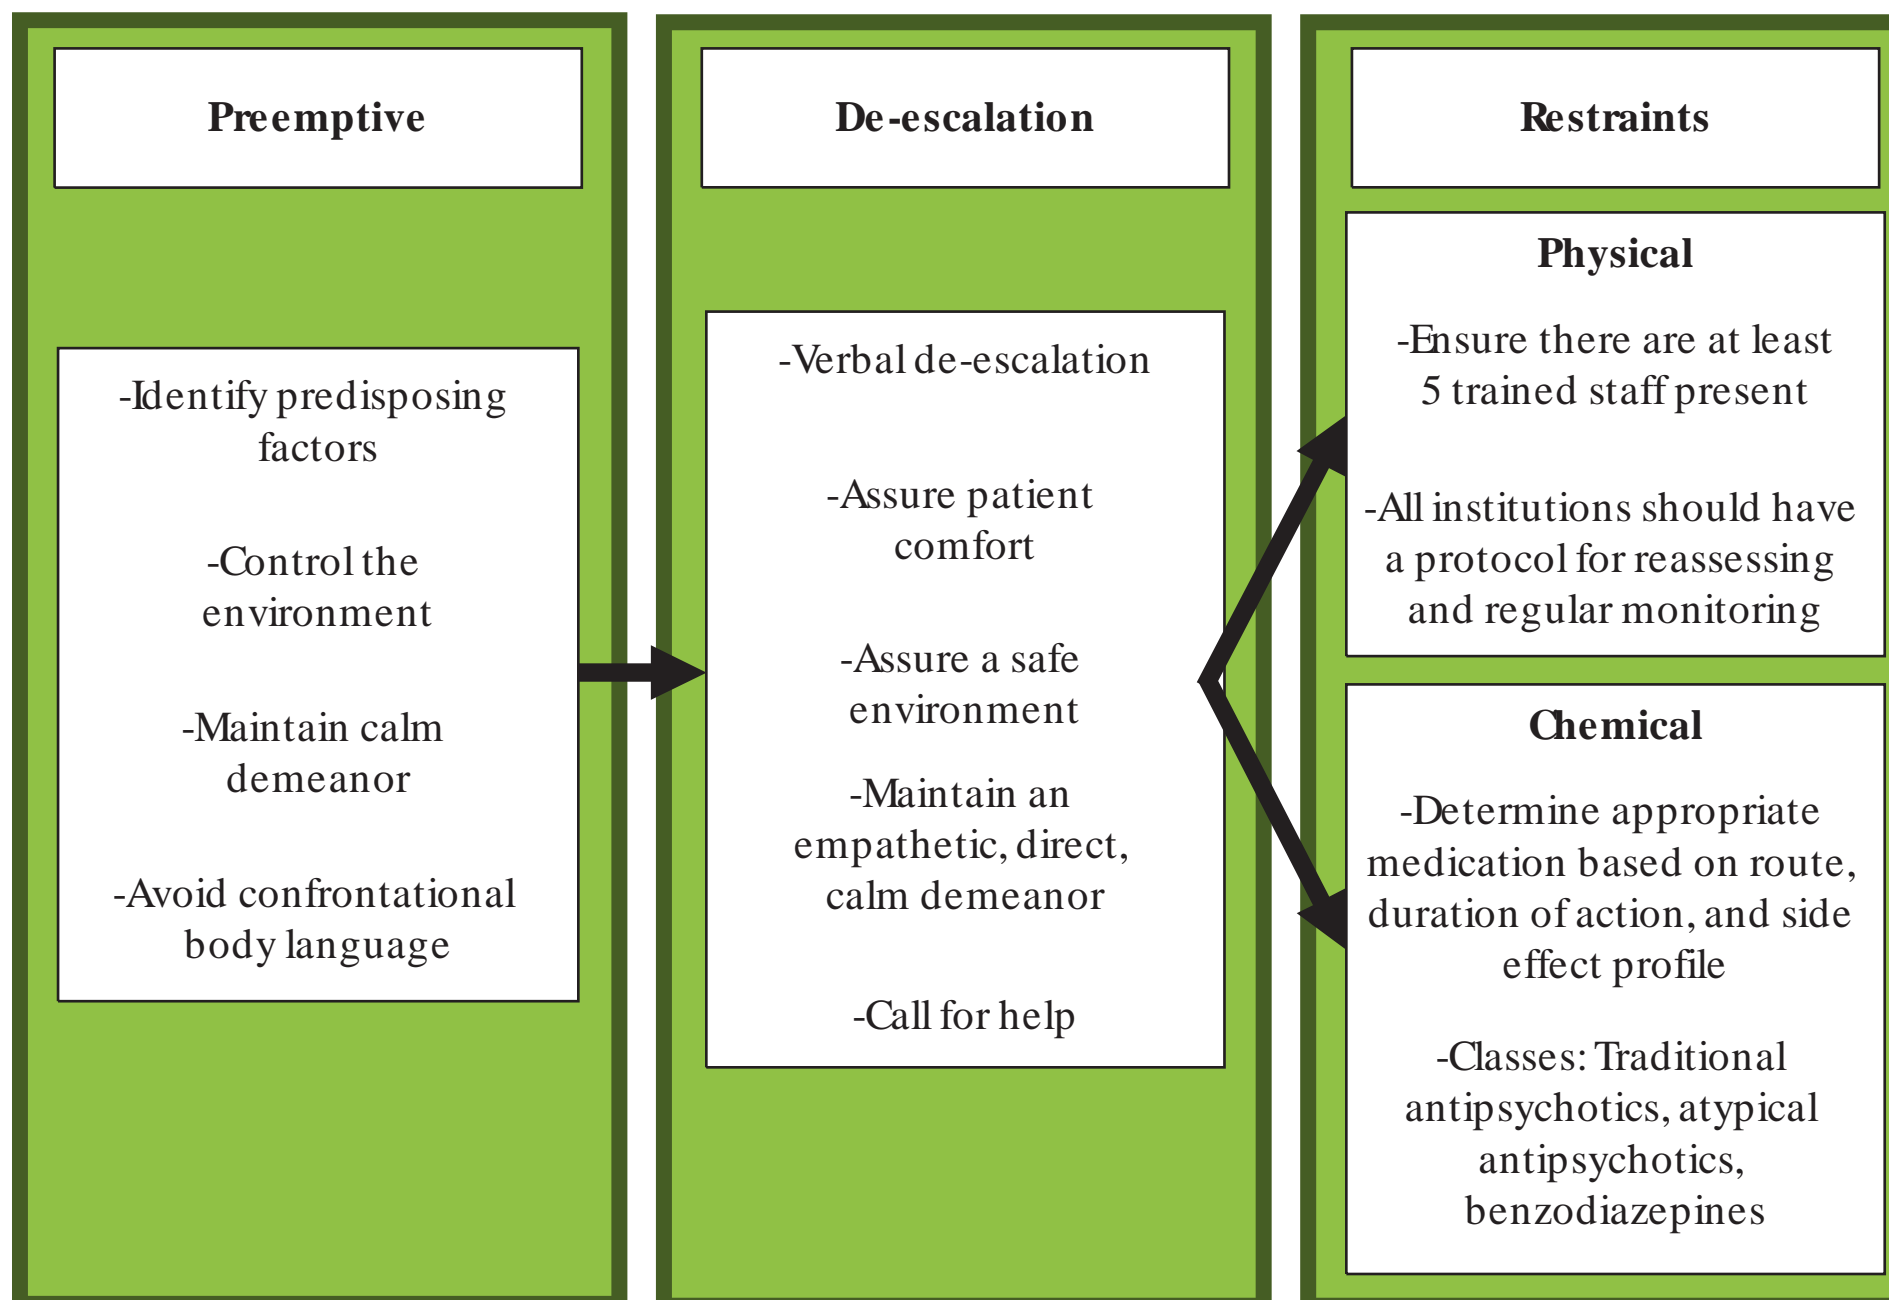 Preemptive
-Identify predisposing
factors
-Control the
environment
-Maintain calm
demeanor
-Avoid confrontational
body language
De-escalation
-Verbal de-escalation
-Assure patient
comfort
-Assure a safe
environment
-Maintain an
empathetic, direct,
calm demeanor
-Call for help
Restraints
Physical
-Ensure there are at least
5 trained staff present
-All institutions should have
a protocol for reassessing
and regular monitoring
Chemical
-Determine appropriate
medication based on route,
duration of action, and side
effect profile
-Classes: Traditional
antipsychotics, atypical
antipsychotics,
benzodiazepines